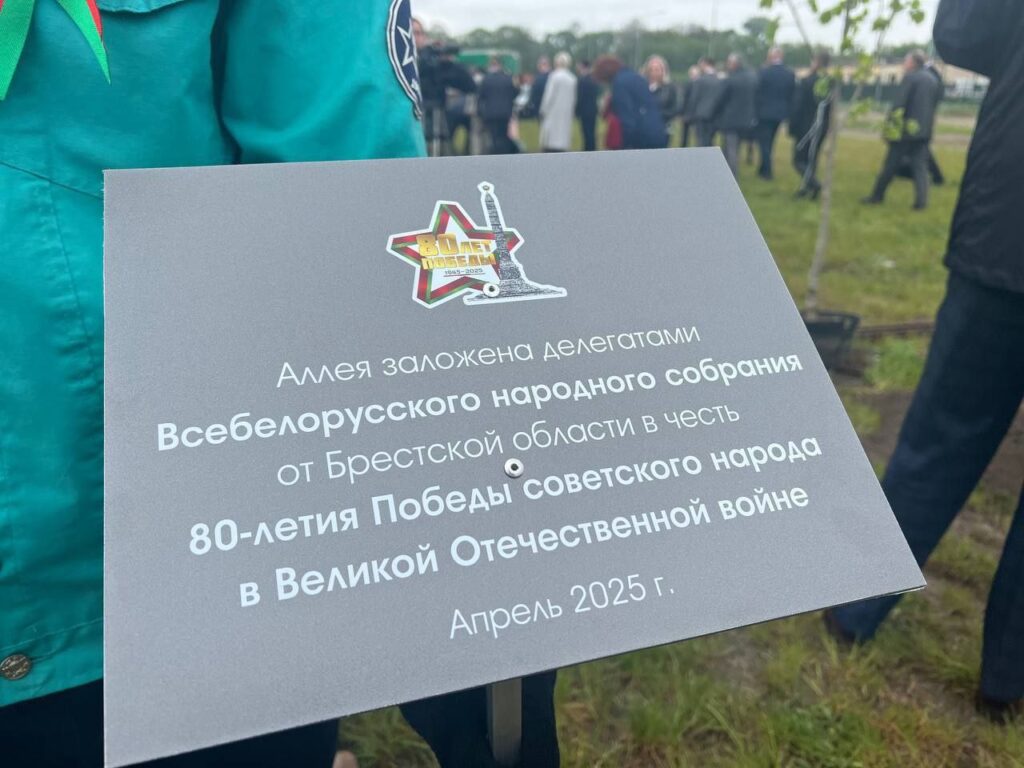 80 ЛЕТ
ПОБЕДЫ
1945-2025
Аллея заложена делегатами
Всебелорусского народного собрания
от Брестской области в честь
80-летия Победы советского народа
в Великой Отечественной войне
Апрель 2025 г.